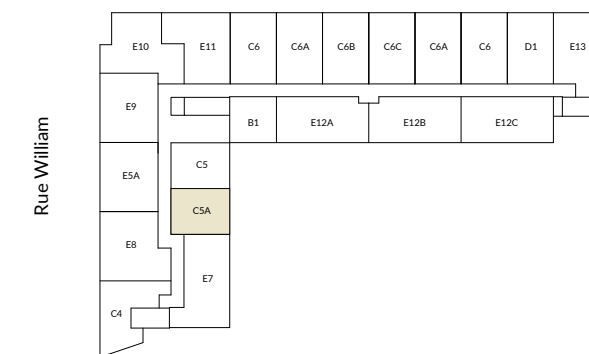 E10
E11
C6
C6A
C6B
C6C
C6A
C6
D1
E13
E9
B1
E12A
E12B
E12C
Rue William
C5
E5A
C5A
E8
E7
C4